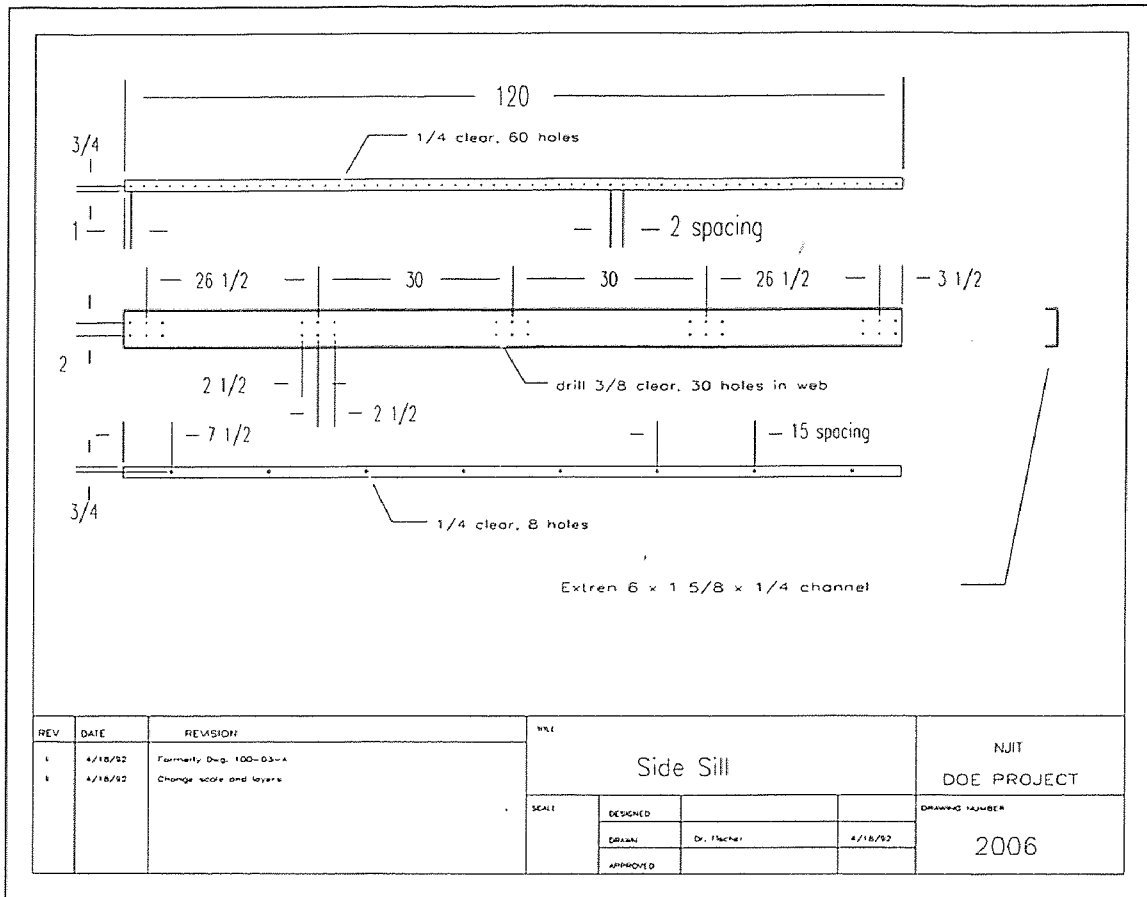 120
3/4
1/4 clear, 60 holes
1
2 spacing
26 1/2
30
30
26 1/2
3 1/2
2
2 1/2
drill 3/8 clear, 30 holes in web
2 1/2
7 1/2
15 spacing
3/4
1/4 clear, 8 holes
Extren 6 x 1 5/8 x 1/4 channel
REV DATE REVISION
4/18/92 Formerly Dwg. 100-03-A
4/18/92 Change scale and layers
TITLE
Side Sill
NJIT
DOE PROJECT
SCALE
DESIGNED
DRAWN Dr. 4/18/92
APPROVED
DRAWING NUMBER
2006